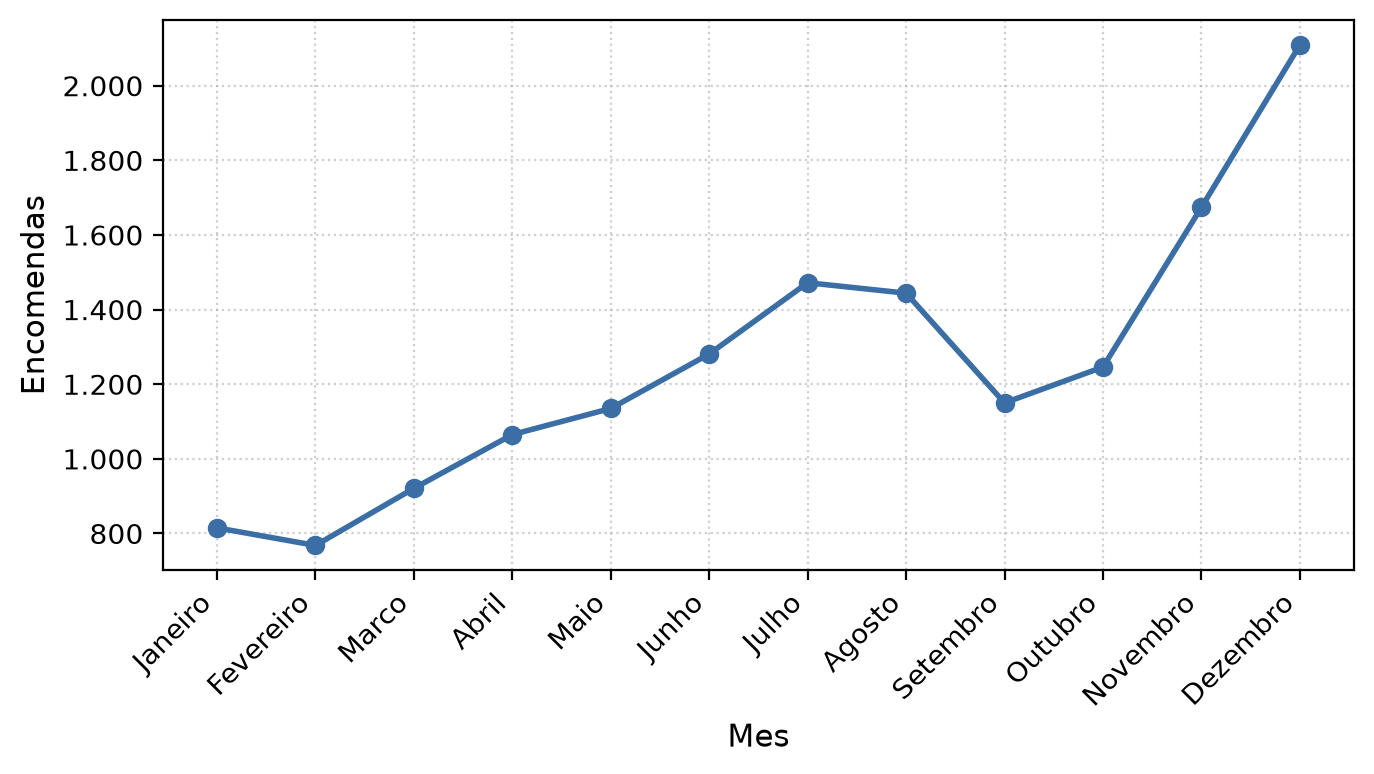 Encomendas
2.000
1.800
1.600
1.400
1.200
1.000
800
Janeiro
Fevereiro
Marco
Abril
Maio
Junho
Julho
Agosto
Setembro
Outubro
Novembro
Dezembro
Mes